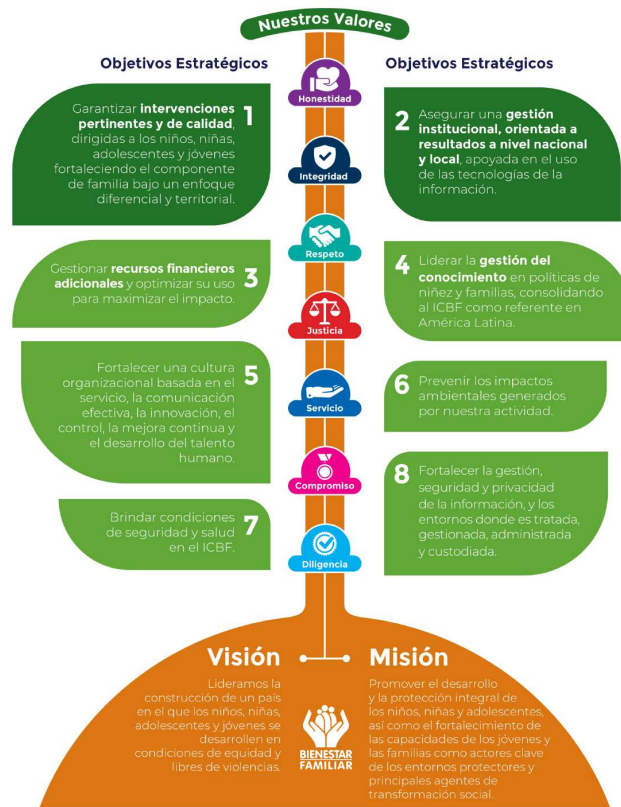 Nuestros Valores
Objetivos Estratégicos
Objetivos Estratégicos
Honestidad
1
Garantizar intervenciones
pertinentes y de calidad,
dirigidas a los niños, niñas,
adolescentes y jóvenes
fortaleciendo el componente
de familia bajo un enfoque
diferencial y territorial.
2
Asegurar una gestión
institucional, orientada a
resultados a nivel nacional
y local, apoyada en el uso
de las tecnologías de la
información.
Integridad
Respeto
3
Gestionar recursos financieros
adicionales y optimizar su uso
para maximizar el impacto.
4
Liderar la gestión del
conocimiento en políticas de
niñez y familias, consolidando
al ICBF como referente en
América Latina.
Justicia
5
Fortalecer una cultura
organizacional basada en el
servicio, la comunicación
efectiva, la innovación, el
control, la mejora continua y
el desarrollo del talento
humano.
Servicio
6
Prevenir los impactos
ambientales generados
por nuestra actividad.
Compromiso
7
Brindar condiciones
de seguridad y salud
en el ICBF.
8
Fortalecer la gestión,
seguridad y privacidad
de la información, y los
entornos donde es tratada,
gestionada, administrada
y custodiada.
Diligencia
Visión
Lideramos la
construcción de un país
en el que los niños, niñas,
adolescentes y jóvenes se
desarrollen en
condiciones de equidad y
libres de violencias.
Misión
Promover el desarrollo
y la protección integral de
los niños, niñas y adolescentes,
así como el fortalecimiento de
las capacidades de los jóvenes y
las familias como actores clave
de los entornos protectores y
principales agentes de
transformación social.
BIENESTAR
FAMILIAR